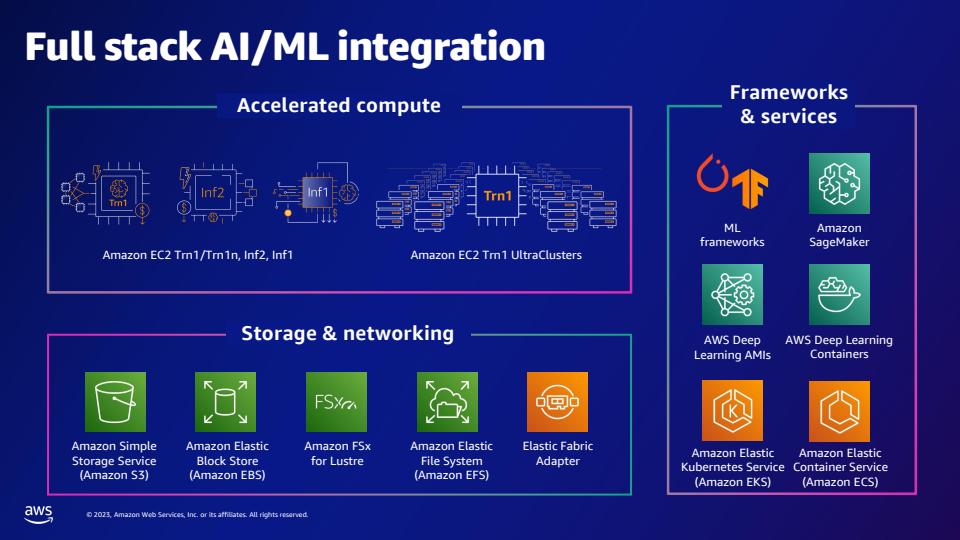 Full stack AI/ML integration
Accelerated compute
Trn1
Inf2
Inf1
Trn1
Amazon EC2 Trn1/Trn1n, Inf2, Inf1
Amazon EC2 Trn1 UltraClusters
Storage & networking
FSx
Amazon Simple
Storage Service
(Amazon S3)
Amazon Elastic
Block Store
(Amazon EBS)
Amazon FSx
for Lustre
Amazon Elastic
File System
(Amazon EFS)
Elastic Fabric
Adapter
Frameworks
& services
ML
frameworks
Amazon
SageMaker
AWS Deep
Learning AMIs
AWS Deep Learning
Containers
K
Amazon Elastic
Kubernetes Service
(Amazon EKS)
Amazon Elastic
Container Service
(Amazon ECS)
aws
© 2023, Amazon Web Services, Inc. or its affiliates. All rights reserved.